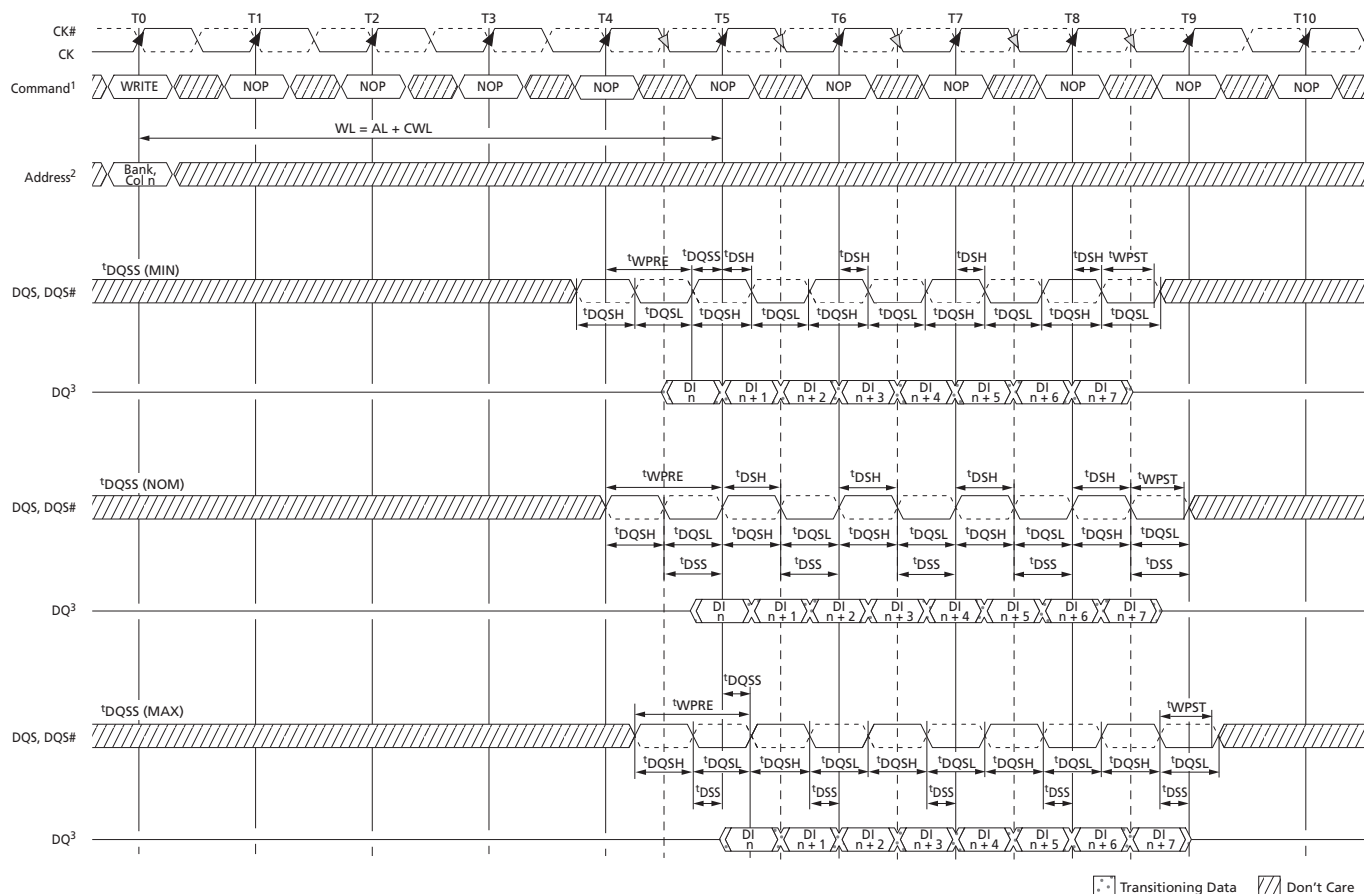 T0 T1 T2 T3 T4 T5 T6 T7 T8 T9 T10
CK#
CK
Command1 WRITE NOP NOP NOP NOP NOP NOP NOP NOP NOP NOP
WL = AL + CWL
Address2 Bank, Col n
tDQSS (MIN) tWPRE tDQSS tDSH tDSH tDSH tDSH tWPST
DQS, DQS#
tDQSH tDQSL tDQSH tDQSL tDQSH tDQSL tDQSH tDQSL tDQSH tDQSL
DQ3 DI n DI n + 1 DI n + 2 DI n + 3 DI n + 4 DI n + 5 DI n + 6 DI n + 7
tDQSS (NOM) tWPRE tDSH tDSH tDSH tDSH tWPST
DQS, DQS#
tDQSH tDQSL tDQSH tDQSL tDQSH tDQSL tDQSH tDQSL tDQSH tDQSL
tDSS tDSS tDSS tDSS tDSS
DQ3 DI n DI n + 1 DI n + 2 DI n + 3 DI n + 4 DI n + 5 DI n + 6 DI n + 7
tDQSS
tDQSS (MAX) tWPRE tWPST
DQS, DQS#
tDQSH tDQSL tDQSH tDQSL tDQSH tDQSL tDQSH tDQSL tDQSH tDQSL
tDSS tDSS tDSS tDSS tDSS
DQ3 DI n DI n + 1 DI n + 2 DI n + 3 DI n + 4 DI n + 5 DI n + 6 DI n + 7
Transitioning Data Don't Care